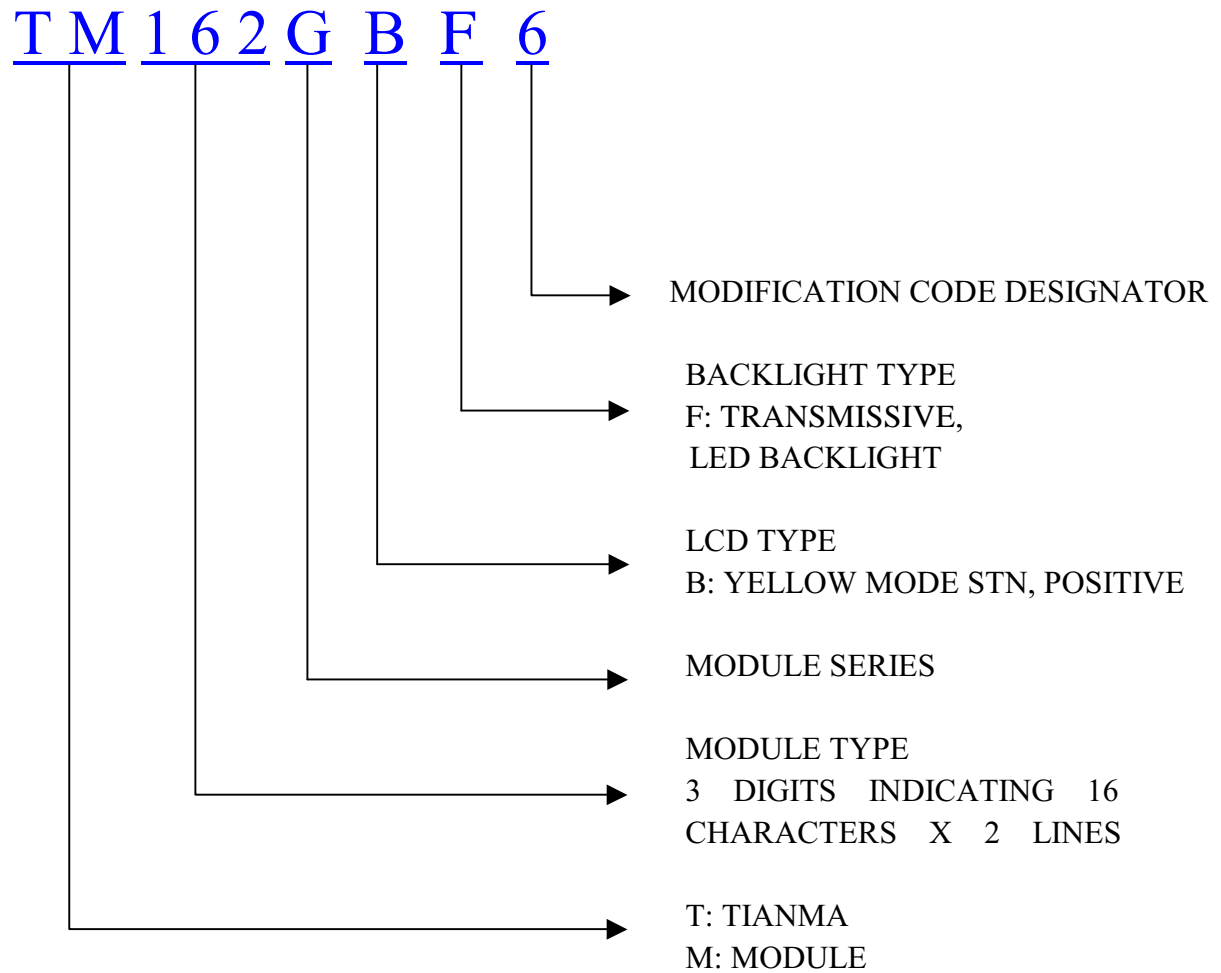 T M 1 6 2 G B F 6
MODIFICATION CODE DESIGNATOR
BACKLIGHT TYPE
F: TRANSMISSIVE,
LED BACKLIGHT
LCD TYPE
B: YELLOW MODE STN, POSITIVE
MODULE SERIES
MODULE TYPE
3 DIGITS INDICATING 16
CHARACTERS X 2 LINES
T: TIANMA
M: MODULE